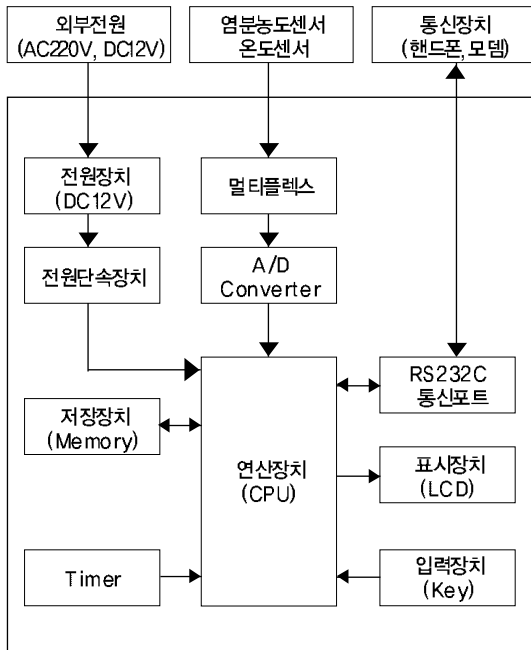 외부전원
(AC220V, DC12V)
염분농도센서
온도센서
통신장치
(핸드폰, 모뎀)
전원장치
(DC12V)
멀티플렉스
전원단속장치
A/D
Converter
RS232C
통신포트
저장장치
(Memory)
연산장치
(CPU)
표시장치
(LCD)
Timer
입력장치
(Key)